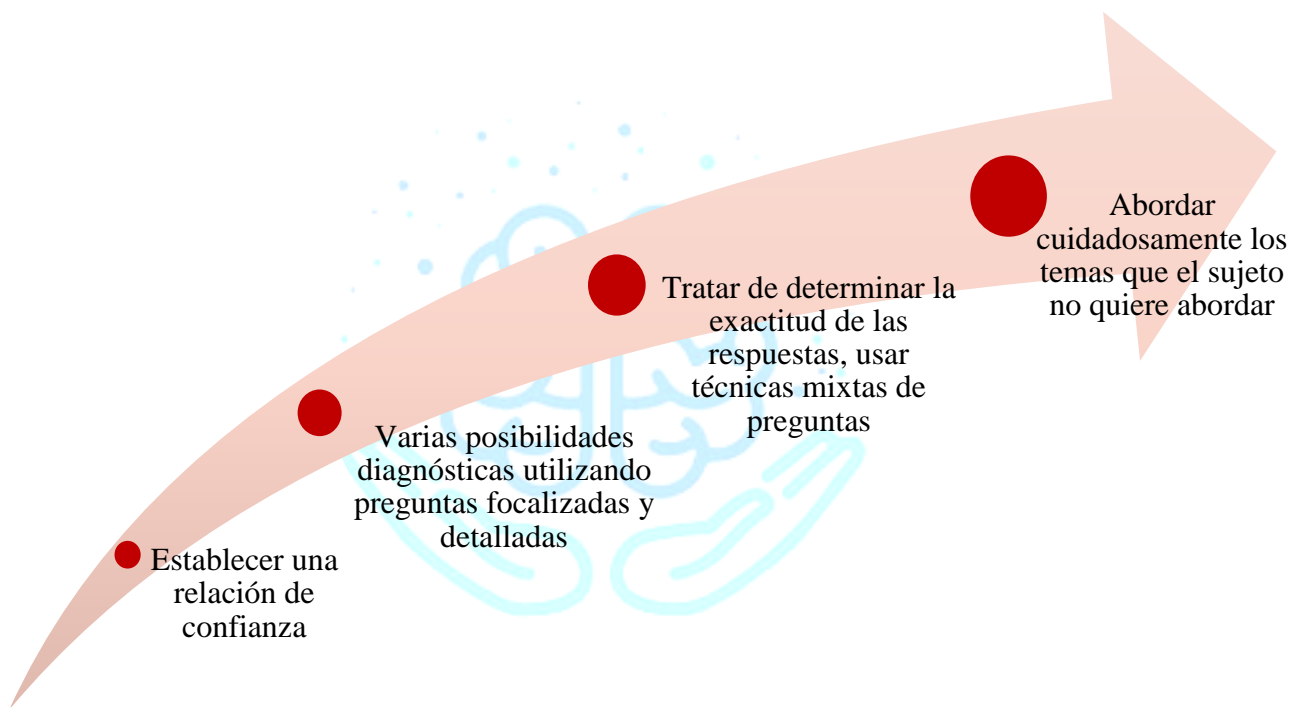 Establecer una
relación de
confianza
Varias posibilidades
diagnósticas utilizando
preguntas focalizadas y
detalladas
Tratar de determinar la
exactitud de las
respuestas, usar
técnicas mixtas de
preguntas
Abordar
cuidadosamente los
temas que el sujeto
no quiere abordar